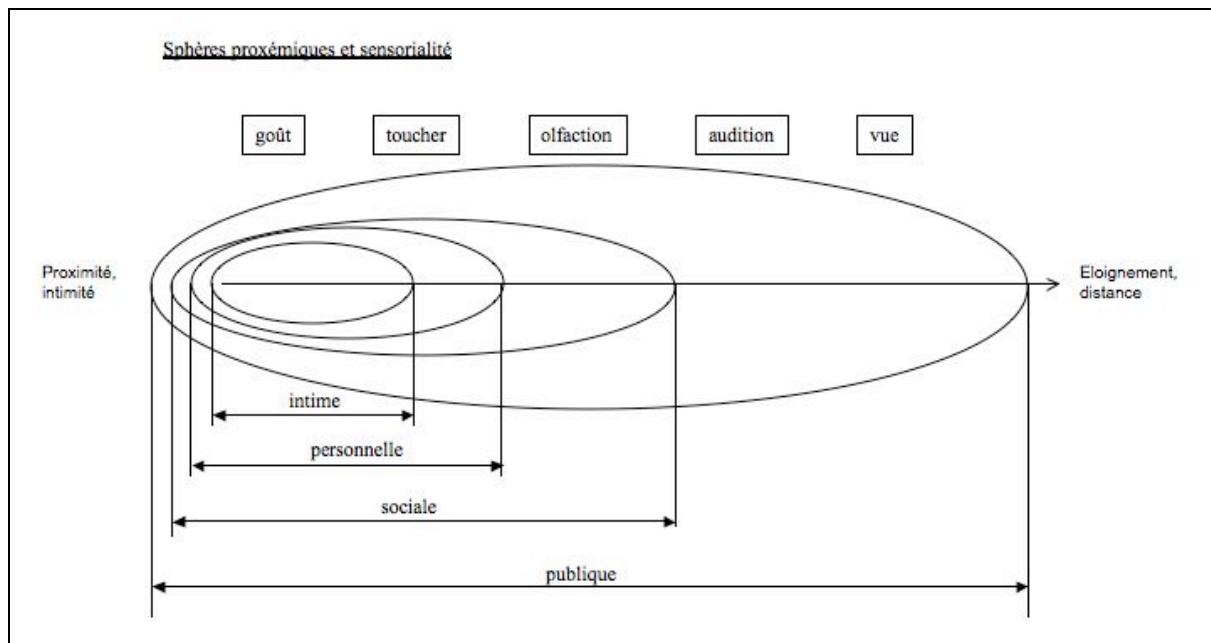 Sphères proxémiques et sensorialité
goût
toucher
olfaction
audition
vue
Proximité,
intimité
Eloignement,
distance
intime
personnelle
sociale
publique